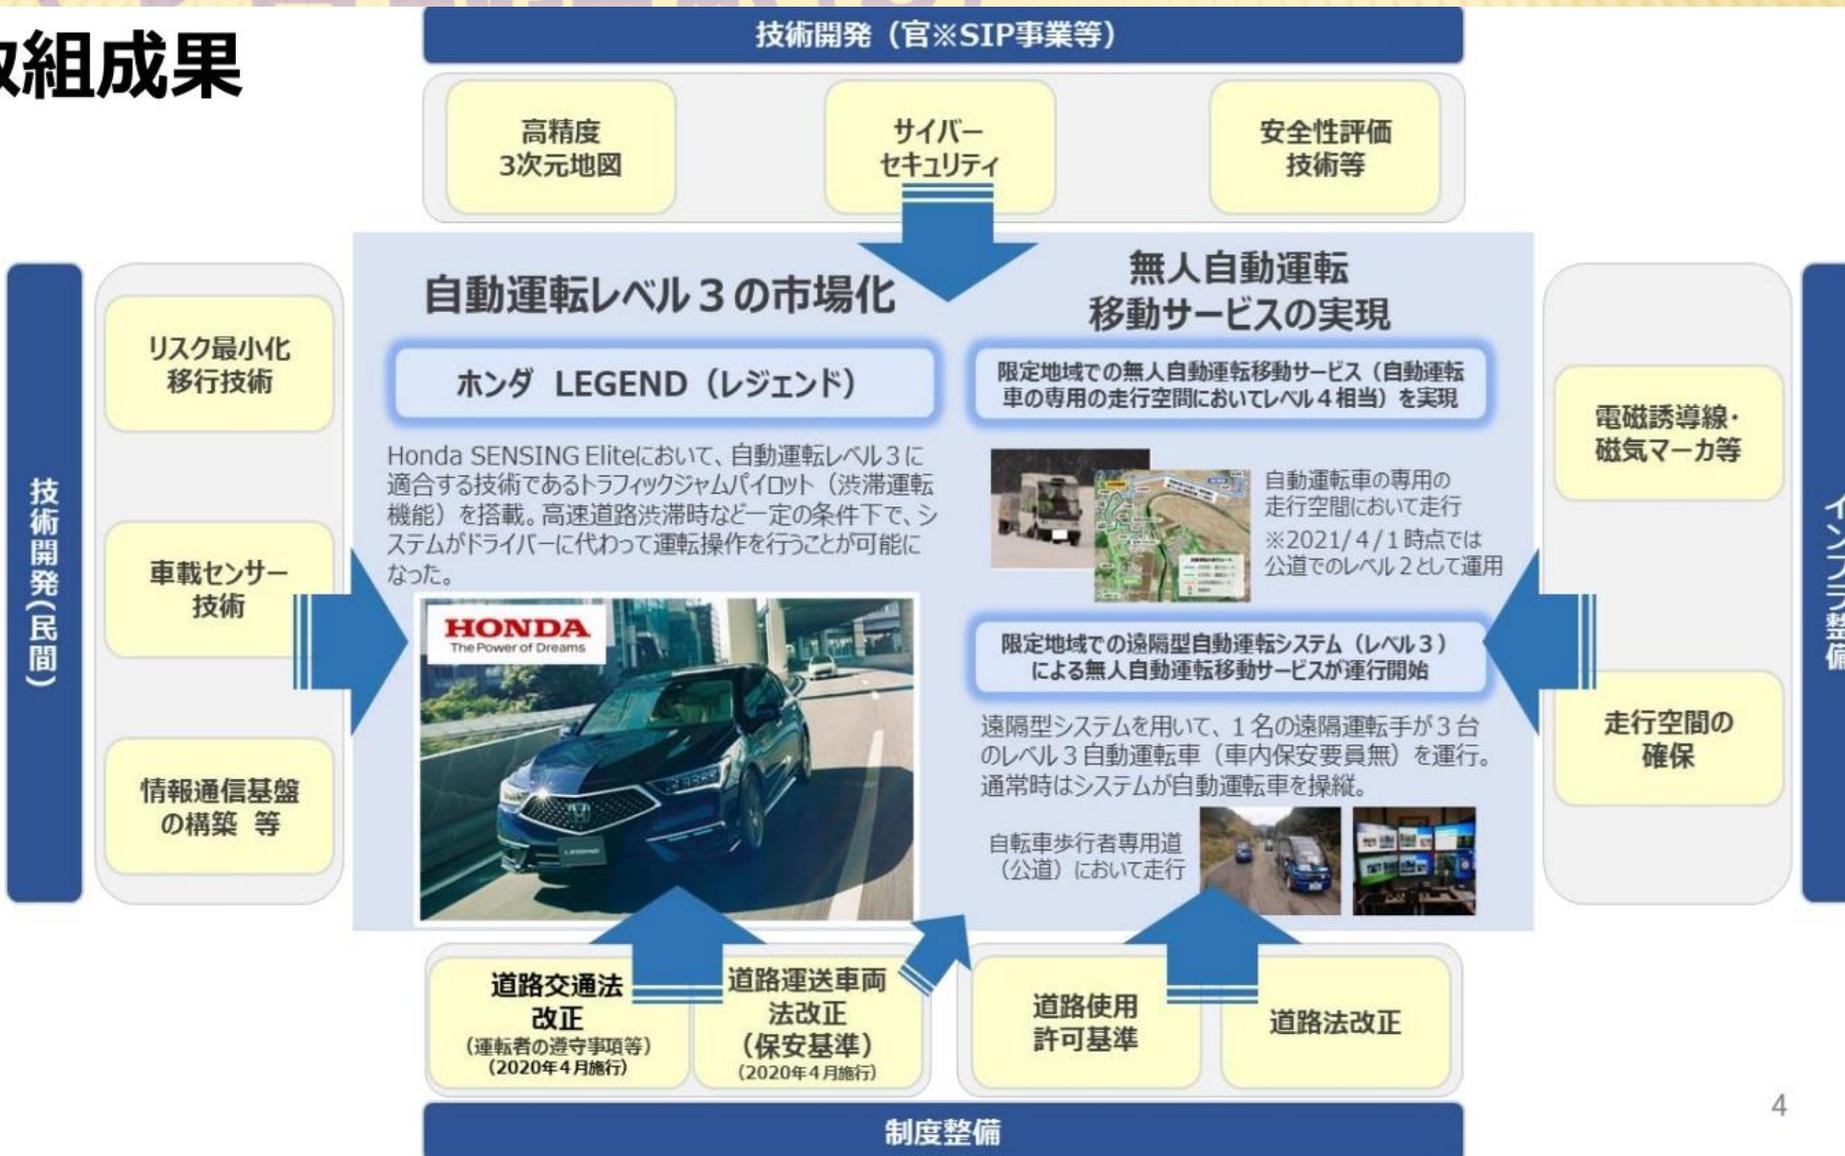 組成果
技術開発（官※SIP事業等）
高精度
3次元地図
サイバー
セキュリティ
安全性評価
技術等
技術開発(民間)
リスク最小化
移行技術
車載センサー
技術
情報通信基盤
の構築 等
自動運転レベル３の市場化
ホンダ LEGEND（レジェンド）
Honda SENSING Eliteにおいて、自動運転レベル３に
適合する技術であるトラフィックジャムパイロット（渋滞運転
機能）を搭載。高速道路渋滞時など一定の条件下で、シ
ステムがドライバーに代わって運転操作を行うことが可能に
なった。
HONDA
The Power of Dreams
LEGEND
無人自動運転
移動サービスの実現
限定地域での無人自動運転移動サービス（自動運転
車の専用の走行空間においてレベル４相当）を実現
自動運転車の専用の
走行空間において走行
※2021/４/１時点では
公道でのレベル２として運用
限定地域での遠隔型自動運転システム（レベル３）
による無人自動運転移動サービスが運行開始
遠隔型システムを用いて、１名の遠隔運転手が３台
のレベル３自動運転車（車内保安要員無）を運行。
通常時はシステムが自動運転車を操縦。
自転車歩行者専用道
（公道）において走行
電磁誘導線・
磁気マーカ等
走行空間の
確保
インフラ整備
道路交通法
改正
（運転者の遵守事項等）
（2020年４月施行）
道路運送車両
法改正
（保安基準）
（2020年４月施行）
道路使用
許可基準
道路法改正
制度整備
4